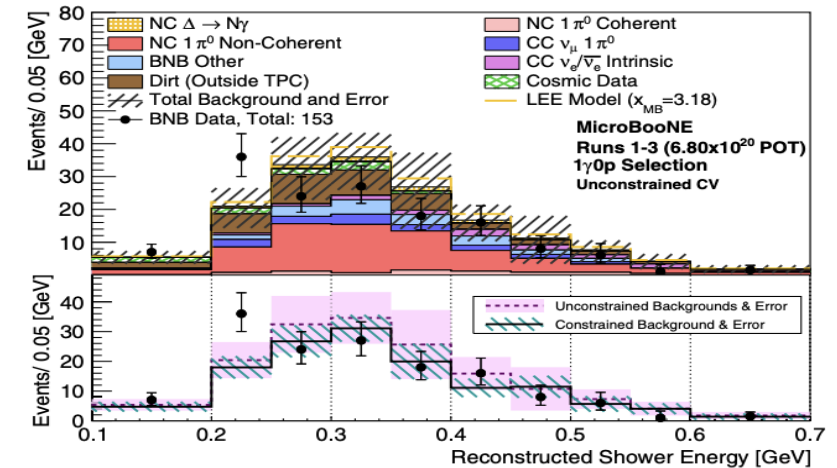 Events/ 0.05 [GeV]
80
70
60
50
40
30
20
10
NC Δ → Nγ
NC 1π⁰ Non-Coherent
BNB Other
Dirt (Outside TPC)
Total Background and Error
BNB Data, Total: 153
NC 1π⁰ Coherent
CC νμ 1π⁰
CC νe/ν̄e Intrinsic
Cosmic Data
LEE Model (xMB=3.18)
MicroBooNE
Runs 1-3 (6.80x10²⁰ POT)
1γ0p Selection
Unconstrained CV
Events/ 0.05 [GeV]
40
30
20
10
0
Unconstrained Backgrounds & Error
Constrained Background & Error
0.1 0.2 0.3 0.4 0.5 0.6 0.7
Reconstructed Shower Energy [GeV]